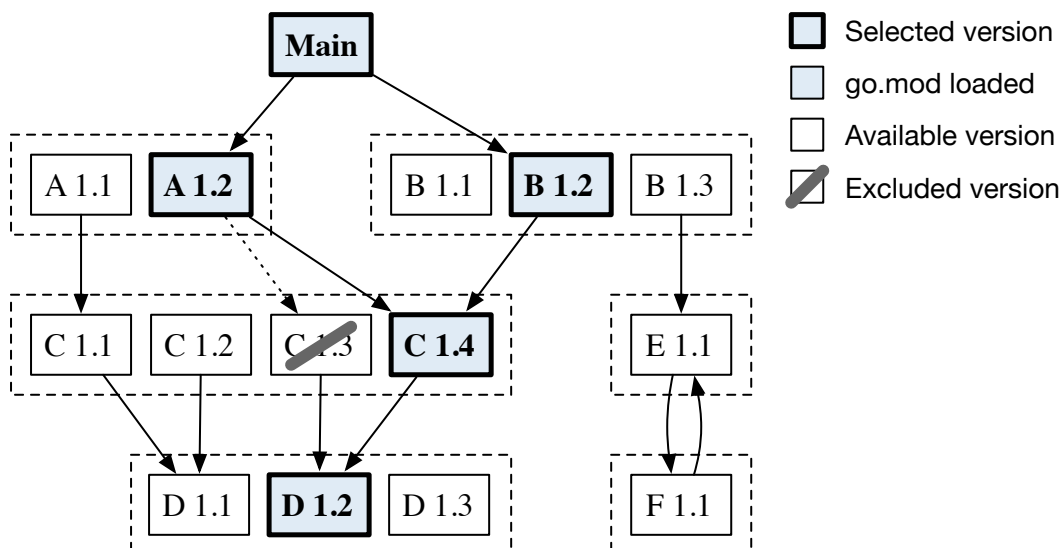 Main
Selected version
go.mod loaded
Available version
Excluded version
A 1.1
A 1.2
B 1.1
B 1.2
B 1.3
C 1.1
C 1.2
C 1.3
C 1.4
E 1.1
D 1.1
D 1.2
D 1.3
F 1.1